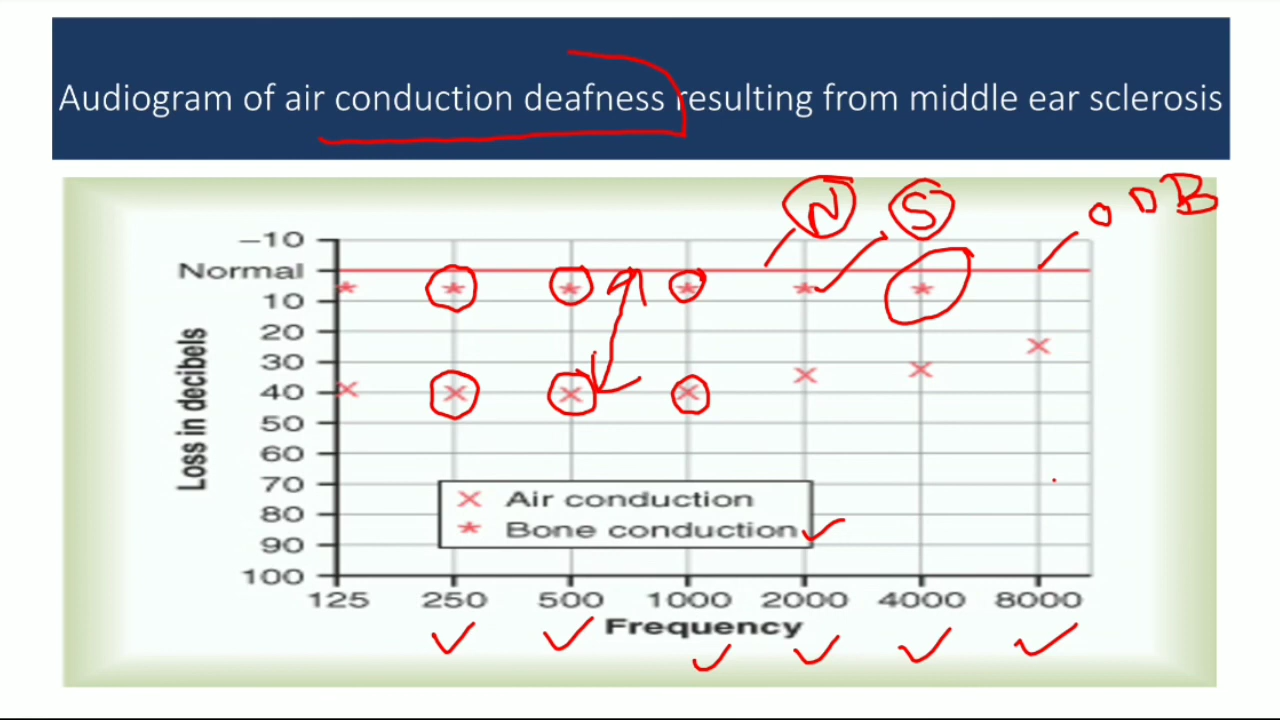 Audiogram of air conduction deafness resulting from middle ear sclerosis
N S 0 DB
-10
Normal
10
20
30
40
50
60
70
80
90
100
Loss in decibels
× Air conduction
* Bone conduction
125 250 500 1000 2000 4000 8000
Frequency